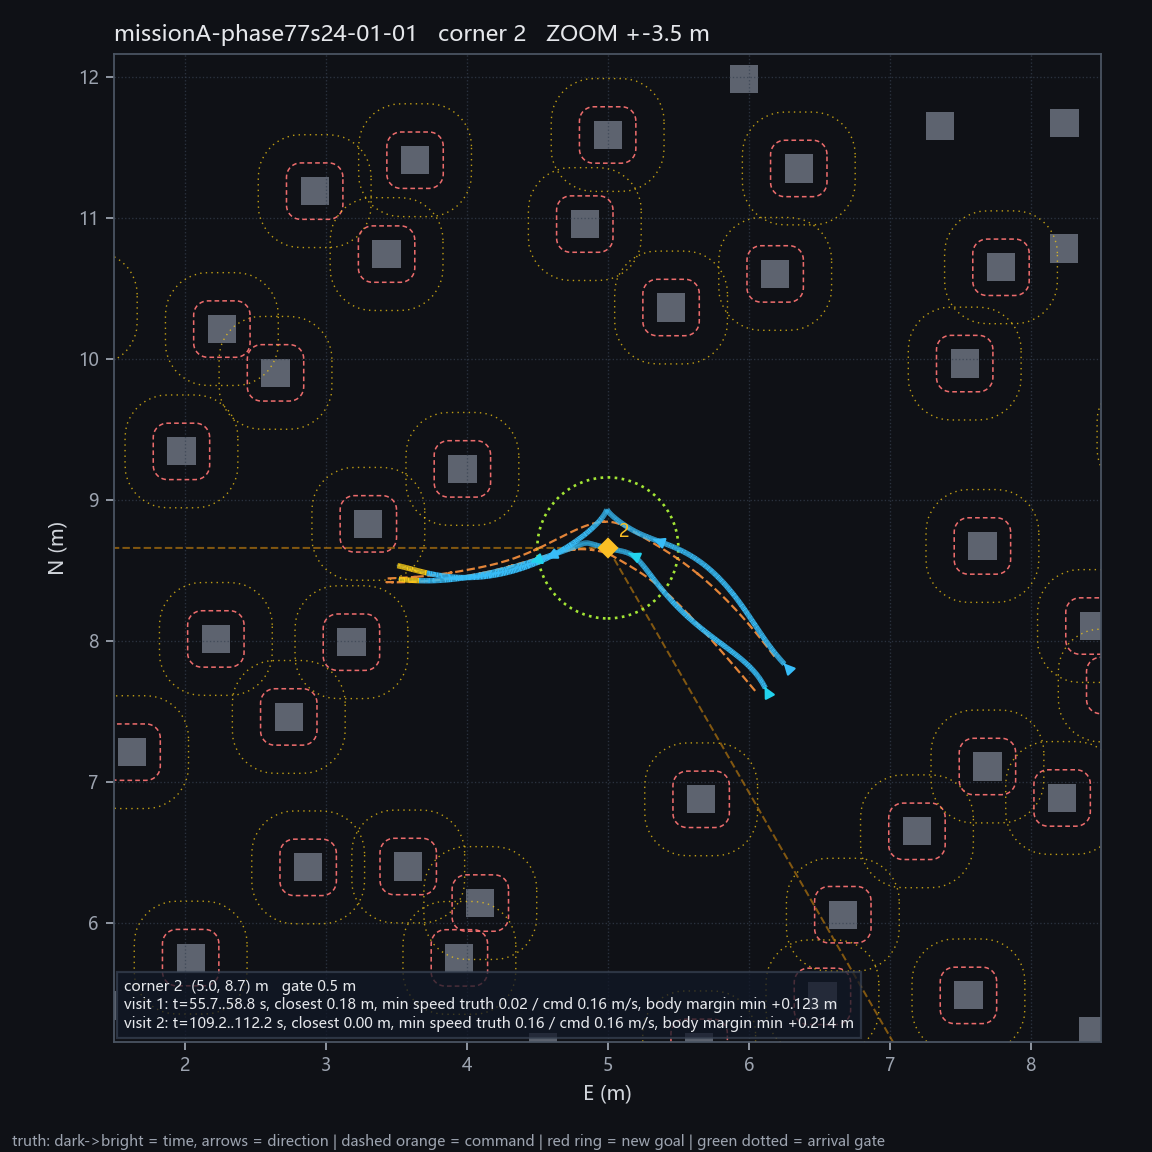 missionA-phase77s24-01-01   corner 2   ZOOM +-3.5 m
12
11
10
9
8
7
6
N (m)
2
corner 2  (5.0, 8.7) m   gate 0.5 m
visit 1: t=55.7..58.8 s, closest 0.18 m, min speed truth 0.02 / cmd 0.16 m/s, body margin min +0.123 m
visit 2: t=109.2..112.2 s, closest 0.00 m, min speed truth 0.16 / cmd 0.16 m/s, body margin min +0.214 m
2 3 4 5 6 7 8
E (m)
truth: dark->bright = time, arrows = direction | dashed orange = command | red ring = new goal | green dotted = arrival gate